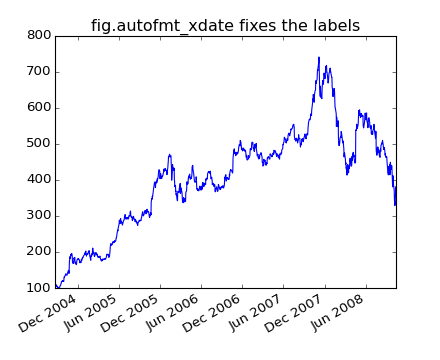 fig.autofmt_xdate fixes the labels
800
700
600
500
400
300
200
100
Dec 2004
Jun 2005
Dec 2005
Jun 2006
Dec 2006
Jun 2007
Dec 2007
Jun 2008